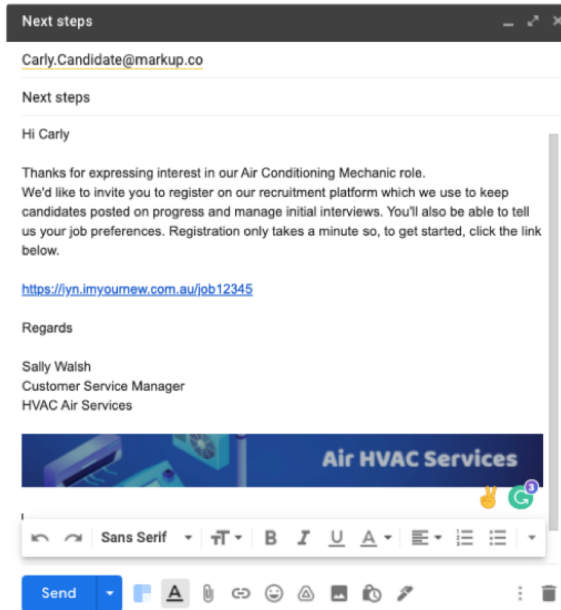 Next steps
Carly.Candidate@markup.co
Next steps
Hi Carly
Thanks for expressing interest in our Air Conditioning Mechanic role.
We'd like to invite you to register on our recruitment platform which we use to keep
candidates posted on progress and manage initial interviews. You'll also be able to tell
us your job preferences. Registration only takes a minute so, to get started, click the link
below.
https://iyn.imyournew.com.au/job12345
Regards
Sally Walsh
Customer Service Manager
HVAC Air Services
Air HVAC Services
3
Sans Serif
Send